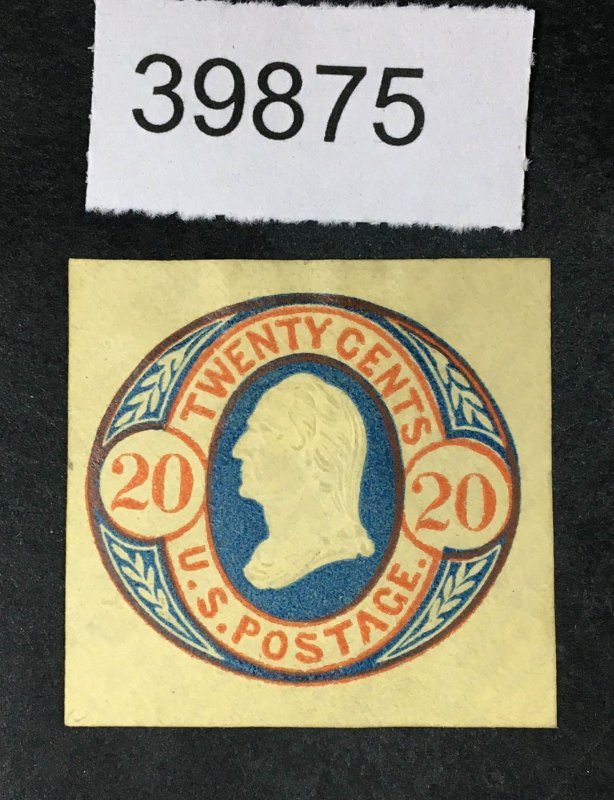 39875
TWENTY CENTS
20 20
U.S. POSTAGE.